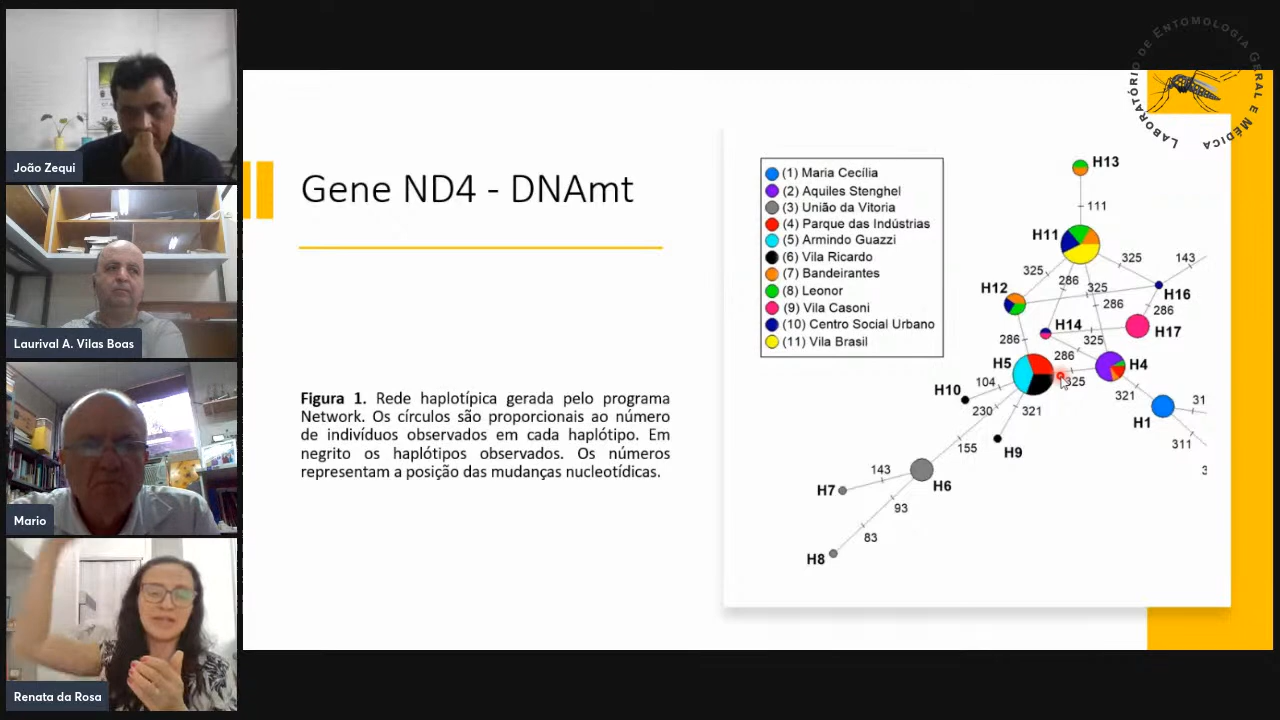 João Zequi
Laurival A. Vilas Boas
Mario
Renata da Rosa
LABORATÓRIO DE ENTOMOLOGIA GERAL E MÉDICA
Gene ND4 - DNAmt
Figura 1. Rede haplotípica gerada pelo programa
Network. Os círculos são proporcionais ao número
de indivíduos observados em cada haplótipo. Em
negrito os haplótipos observados. Os números
representam a posição das mudanças nucleotídicas.
(1) Maria Cecília
(2) Aquiles Stenghel
(3) União da Vitoria
(4) Parque das Indústrias
(5) Armindo Guazzi
(6) Vila Ricardo
(7) Bandeirantes
(8) Leonor
(9) Vila Casoni
(10) Centro Social Urbano
(11) Vila Brasil
H13
111
H11
325
143
325
286
325
H12
H16
286
286
H14
H17
286
325
286
H5
H4
325
104
H10
321
31
230
321
H1
311
155
H9
143
H6
H7
93
83
H8